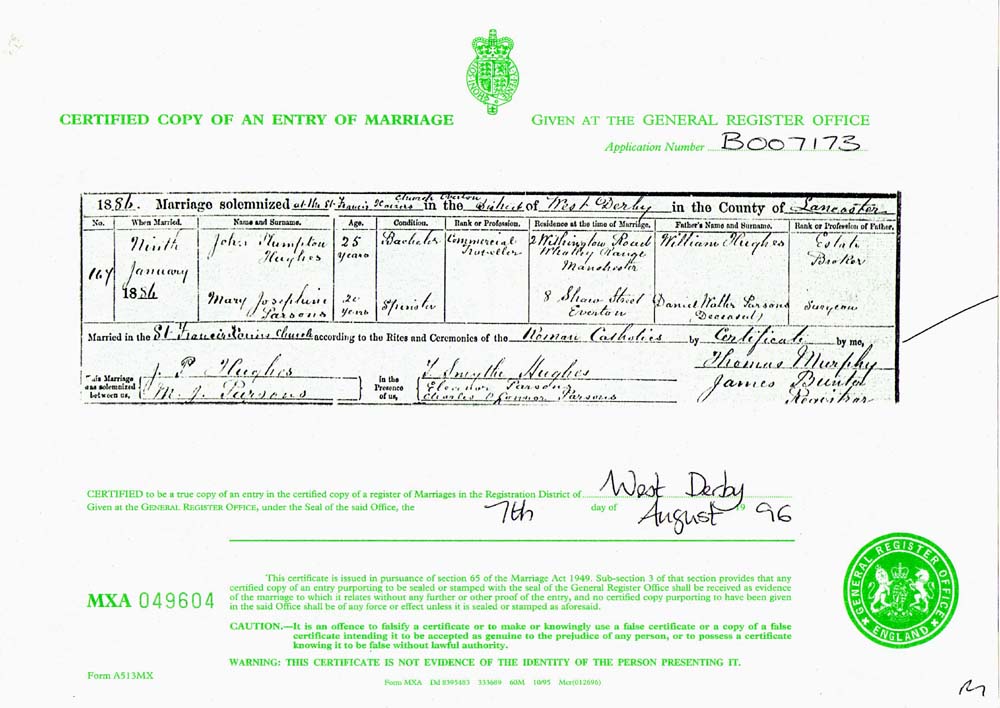 CERTIFIED COPY OF AN ENTRY OF MARRIAGE
GIVEN AT THE GENERAL REGISTER OFFICE
Application Number B007173
1886. Marriage solemnized at the St. Francis Church Everton in the District of West Derby in the County of Lancaster
No. When Married. Name and Surname. Age. Condition. Rank or Profession. Residence at the time of Marriage. Father's Name and Surname. Rank or Profession of Father.
167 Ninth January 1886
John Plumpton Hughes 25 years Bachelor Commercial Traveller 2 Withington Road Whalley Range Manchester William Hughes Estate Broker
Mary Josephine Parsons 20 years Spinster 8 Shaw Street Everton Daniel Parsons (Deceased) Surgeon
Married in the St. Francis Church according to the Rites and Ceremonies of the Roman Catholics by Certificate by me,
This Marriage was solemnized between us,
J. P. Hughes
M. J. Parsons
in the Presence of us,
T Smythe Hughes
Eleanor Parsons
Charles O'Connor Parsons
Thomas Murphy
James
Registrar
CERTIFIED to be a true copy of an entry in the certified copy of a register of Marriages in the Registration District of West Derby
Given at the GENERAL REGISTER OFFICE, under the Seal of the said Office, the 7th day of August 19 96
MXA 049604
This certificate is issued in pursuance of section 65 of the Marriage Act 1949. Sub-section 3 of that section provides that any
certified copy of an entry purporting to be sealed or stamped with the seal of the General Register Office shall be received as evidence
of the marriage to which it relates without any further or other proof of the entry, and no certified copy purporting to have been given
in the said Office shall be of any force or effect unless it is sealed or stamped as aforesaid.
CAUTION.—It is an offence to falsify a certificate or to make or knowingly use a false certificate or a copy of a false
certificate intending it to be accepted as genuine to the prejudice of any person, or to possess a certificate
knowing it to be false without lawful authority.
WARNING: THIS CERTIFICATE IS NOT EVIDENCE OF THE IDENTITY OF THE PERSON PRESENTING IT.
GENERAL REGISTER OFFICE
ENGLAND
Form A513MX
Form MXA Dd 8395483 333689 60M 10/95 Mcr(012696)